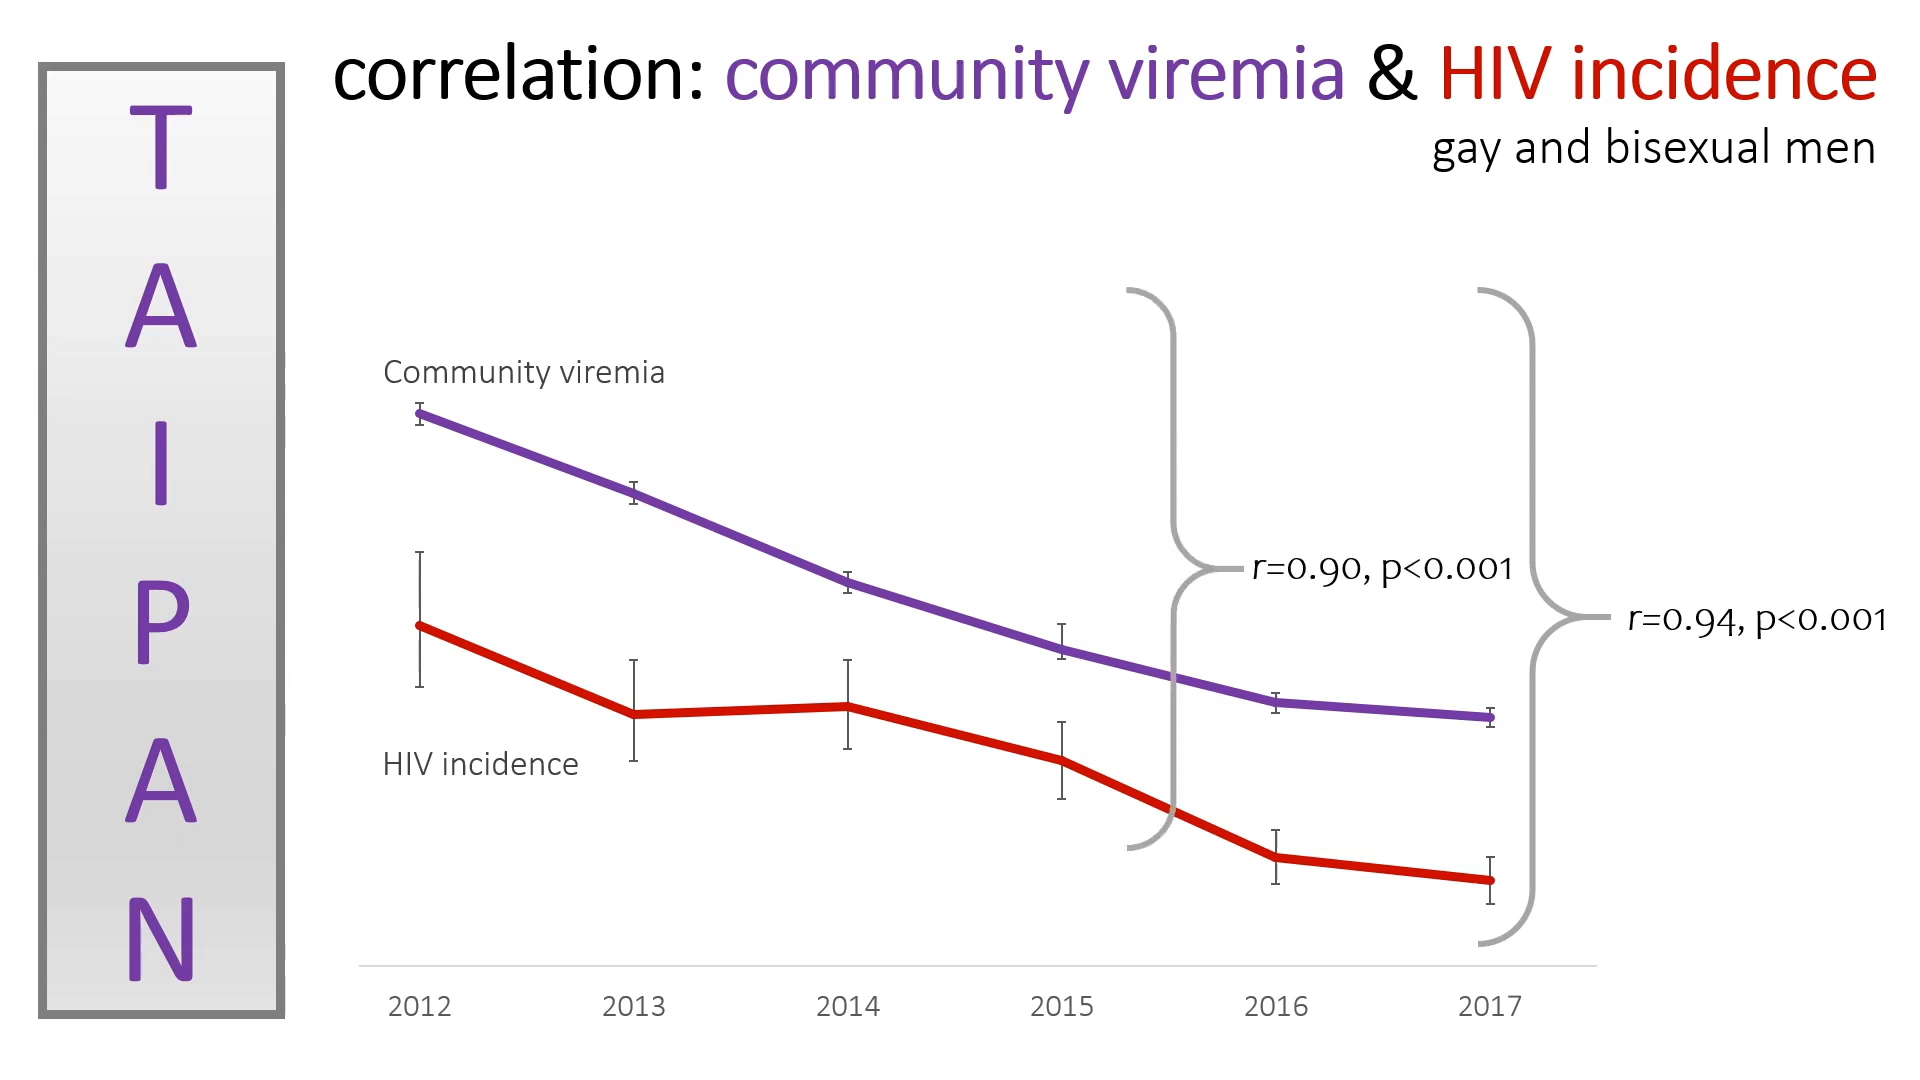 TAIPAN
correlation: community viremia & HIV incidence
gay and bisexual men
Community viremia
r=0.90, p<0.001
r=0.94, p<0.001
HIV incidence
2012 2013 2014 2015 2016 2017